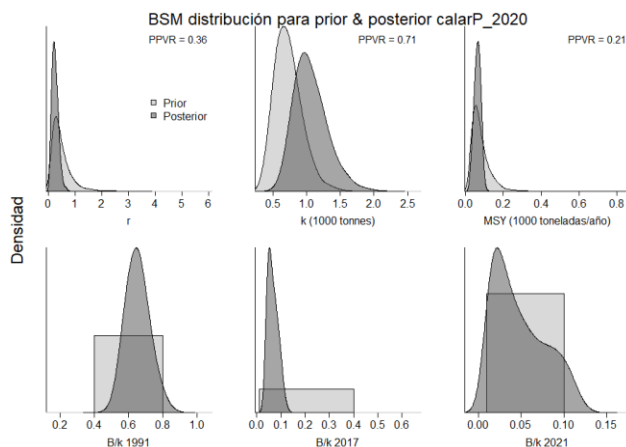 BSM distribución para prior & posterior calarP_2020
PPVR = 0.36
PPVR = 0.71
PPVR = 0.21
Prior
Posterior
Densidad
0 1 2 3 4 5 6
r
0.5 1.0 1.5 2.0 2.5
k (1000 tonnes)
0.0 0.2 0.4 0.6 0.8
MSY (1000 toneladas/año)
0.2 0.4 0.6 0.8 1.0
B/k 1991
0.0 0.1 0.2 0.3 0.4 0.5 0.6
B/k 2017
0.00 0.05 0.10 0.15
B/k 2021